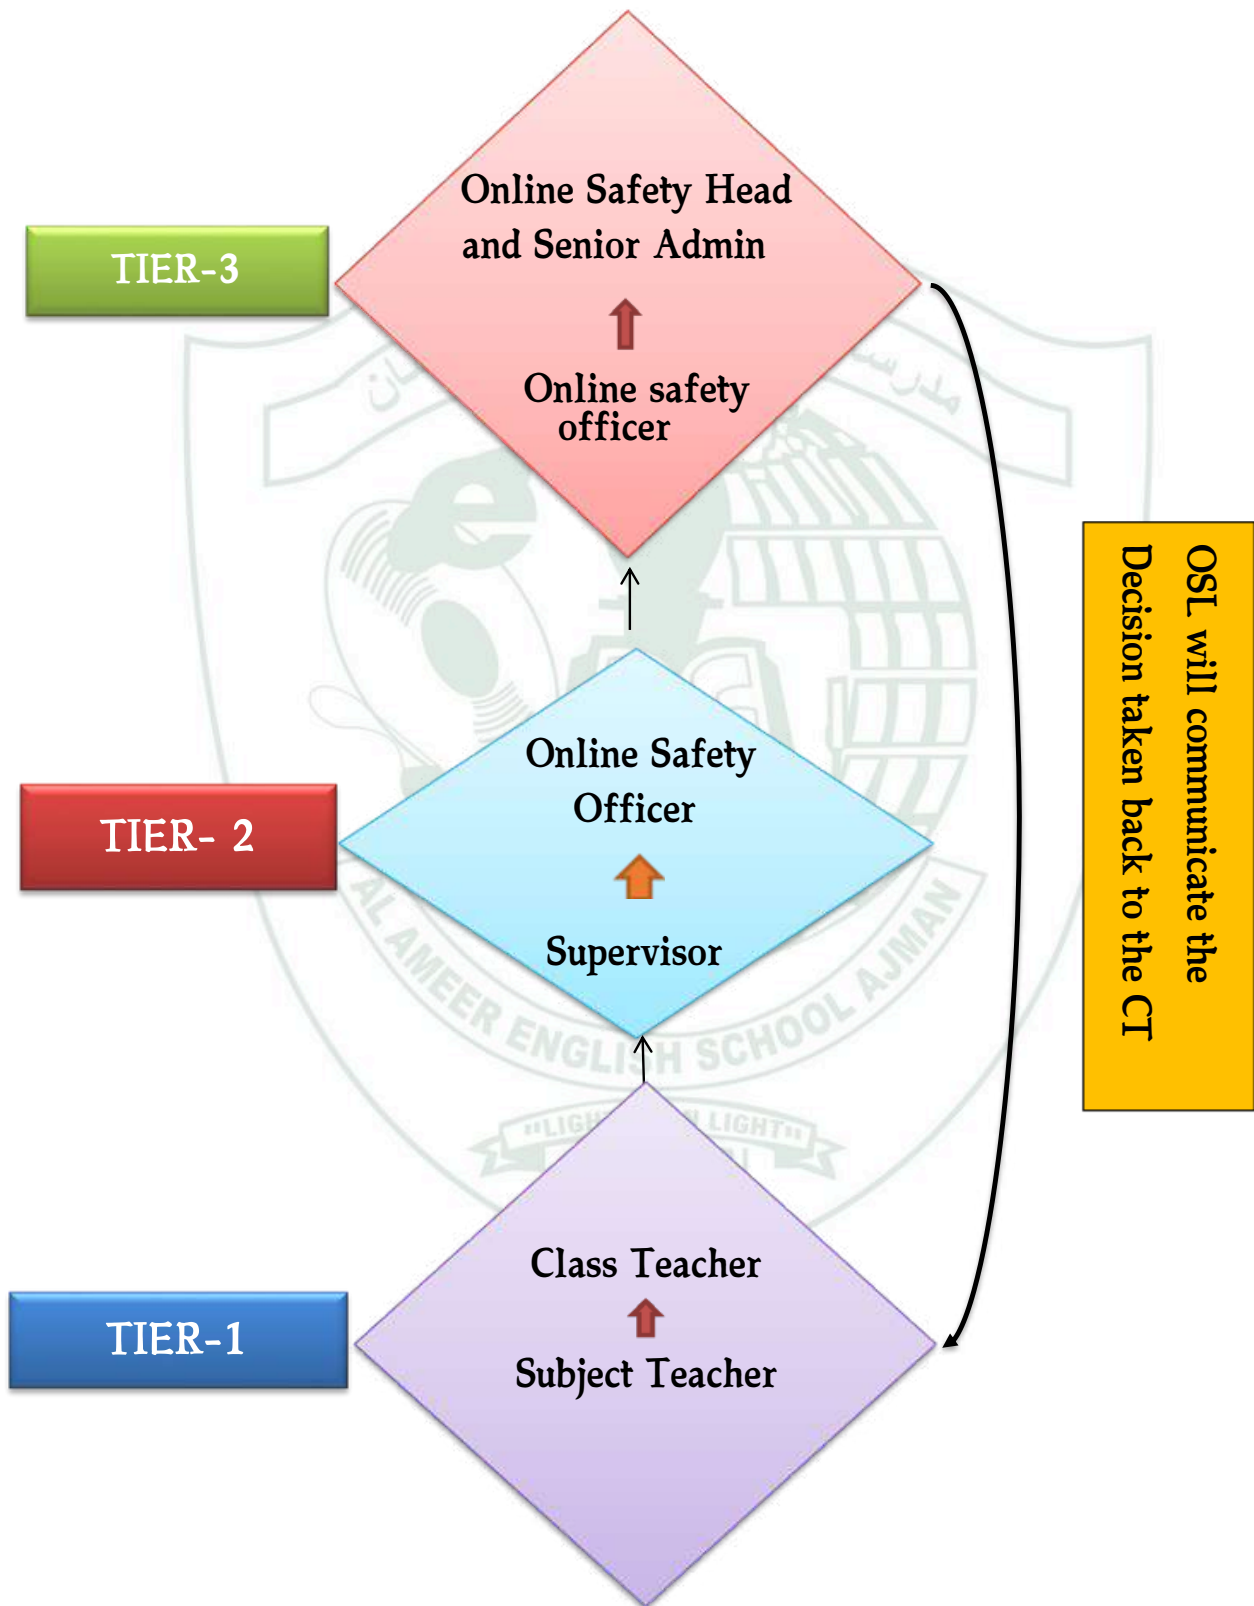 Online Safety Head
and Senior Admin
TIER-3
Online safety
officer
OSL will communicate the
Decision taken back to the CT
Online Safety
Officer
TIER- 2
Supervisor
AL AMEER ENGLISH SCHOOL AJMAN
LIGHT"
Class Teacher
TIER-1
Subject Teacher